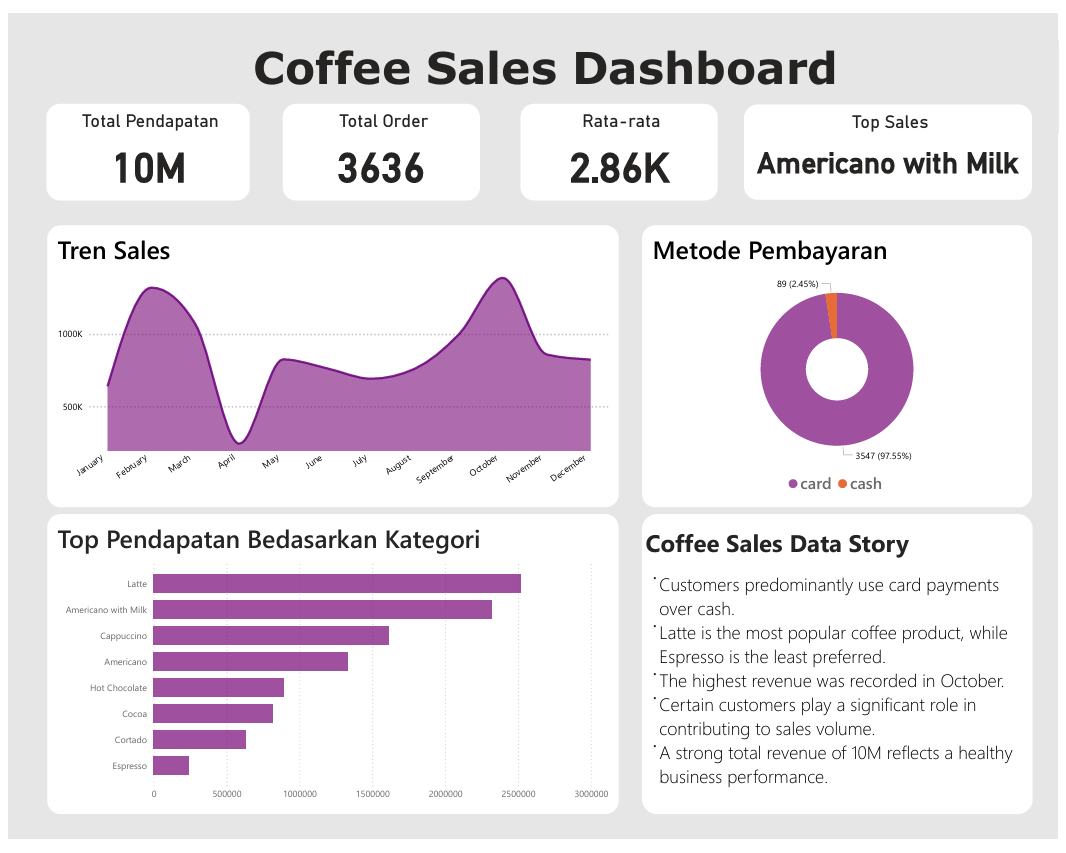 Coffee Sales Dashboard
Total Pendapatan
10M
Total Order
3636
Rata-rata
2.86K
Top Sales
Americano with Milk
Tren Sales
1000K
500K
January
February
March
April
May
June
July
August
September
October
November
December
Metode Pembayaran
89 (2.45%)
3547 (97.55%)
card
cash
Top Pendapatan Bedasarkan Kategori
Latte
Americano with Milk
Cappuccino
Americano
Hot Chocolate
Cocoa
Cortado
Espresso
0
500000
1000000
1500000
2000000
2500000
3000000
Coffee Sales Data Story
Customers predominantly use card payments
over cash.
Latte is the most popular coffee product, while
Espresso is the least preferred.
The highest revenue was recorded in October.
Certain customers play a significant role in
contributing to sales volume.
A strong total revenue of 10M reflects a healthy
business performance.